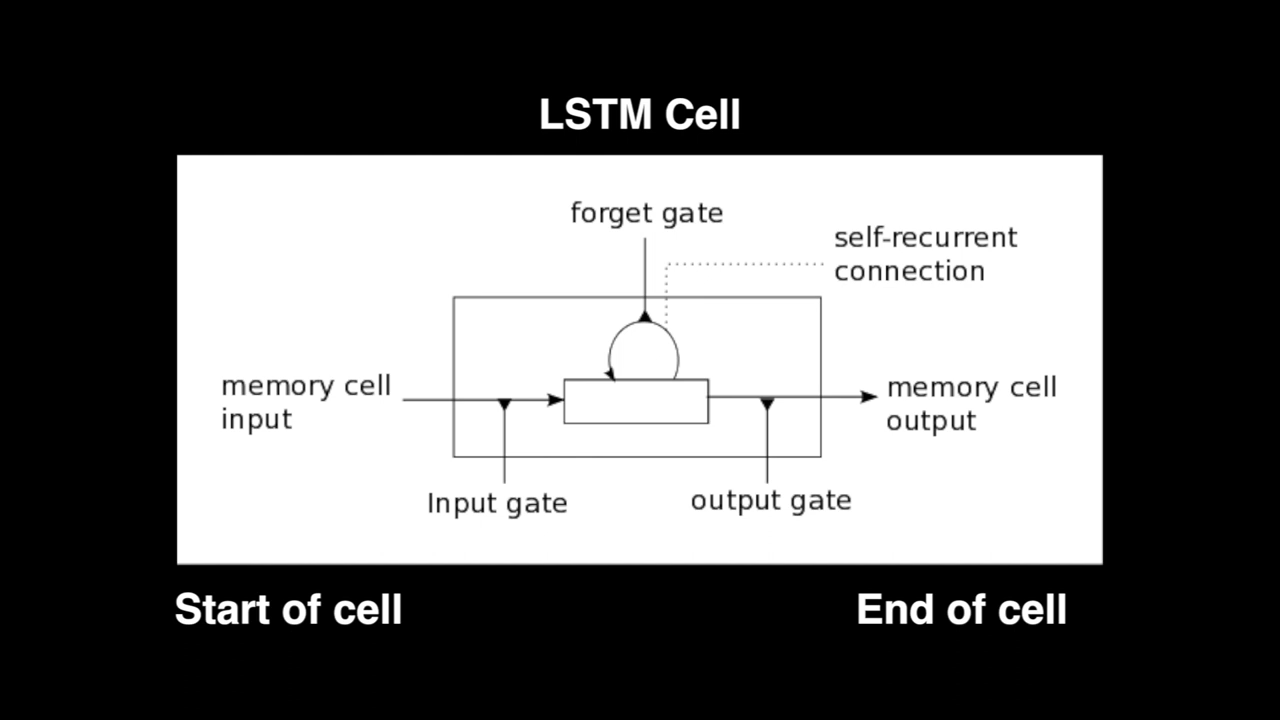 LSTM Cell
forget gate
self-recurrent
connection
memory cell
input
memory cell
output
Input gate
output gate
Start of cell
End of cell